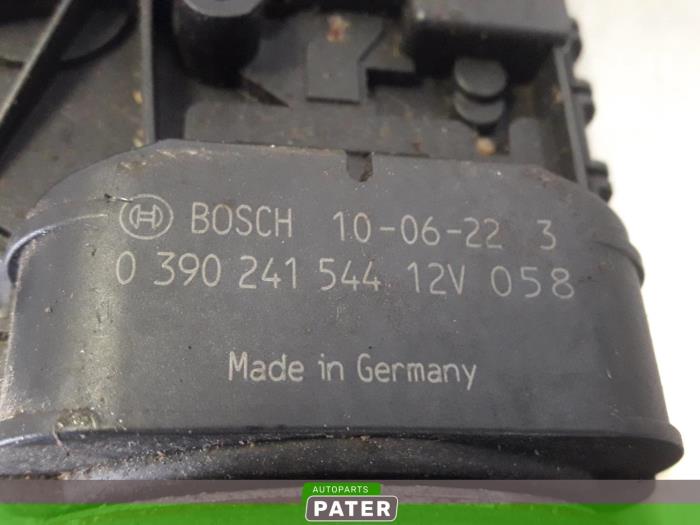 BOSCH 10-06-22 3
0 390 241 544 12V 058
Made in Germany
AUTOPARTS
PATER